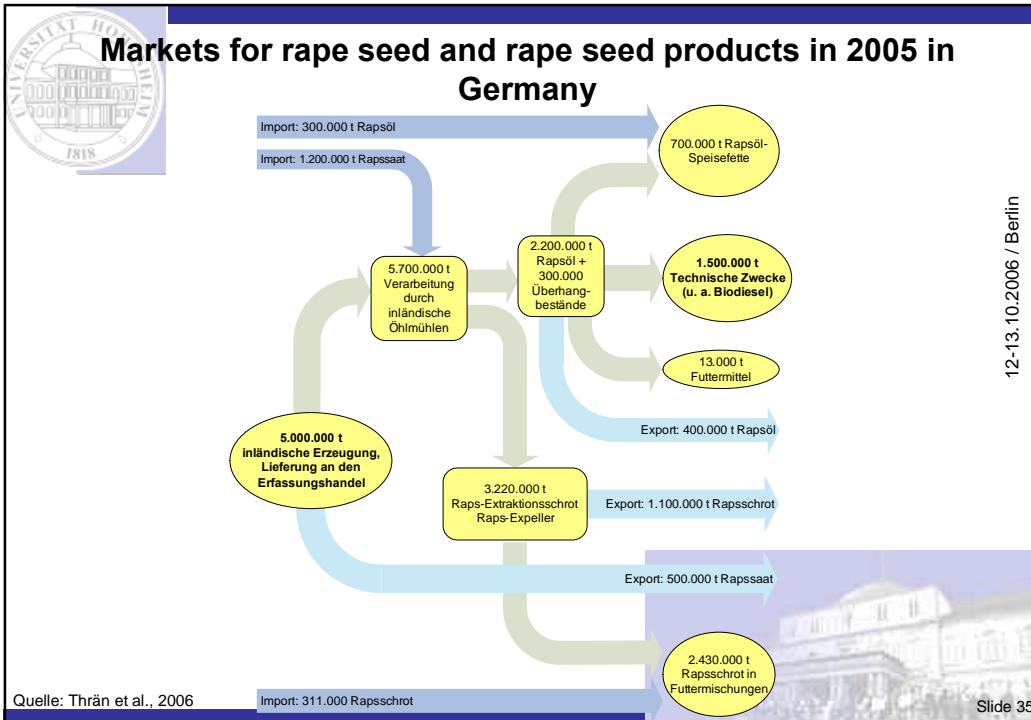 UNIVERSITÄT HOHENHEIM
1818
Markets for rape seed and rape seed products in 2005 in
Germany
Import: 300.000 t Rapsöl
Import: 1.200.000 t Rapssaat
700.000 t Rapsöl-
Speisefette
5.700.000 t
Verarbeitung
durch
inländische
Öhlmühlen
2.200.000 t
Rapsöl +
300.000
Überhang-
bestände
1.500.000 t
Technische Zwecke
(u. a. Biodiesel)
13.000 t
Futtermittel
Export: 400.000 t Rapsöl
5.000.000 t
inländische Erzeugung,
Lieferung an den
Erfassungshandel
3.220.000 t
Raps-Extraktionsschrot
Raps-Expeller
Export: 1.100.000 t Rapsschrot
Export: 500.000 t Rapssaat
2.430.000 t
Rapsschrot in
Futtermischungen
Import: 311.000 Rapsschrot
Quelle: Thrän et al., 2006
12-13.10.2006 / Berlin
Slide 35